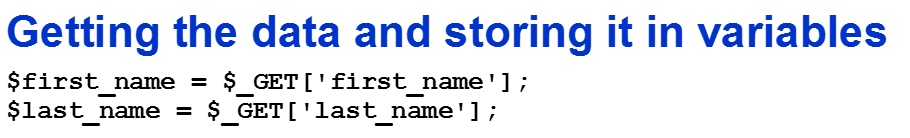 Getting the data and storing it in variables
$first_name = $_GET['first_name'];
$last_name = $_GET['last_name'];